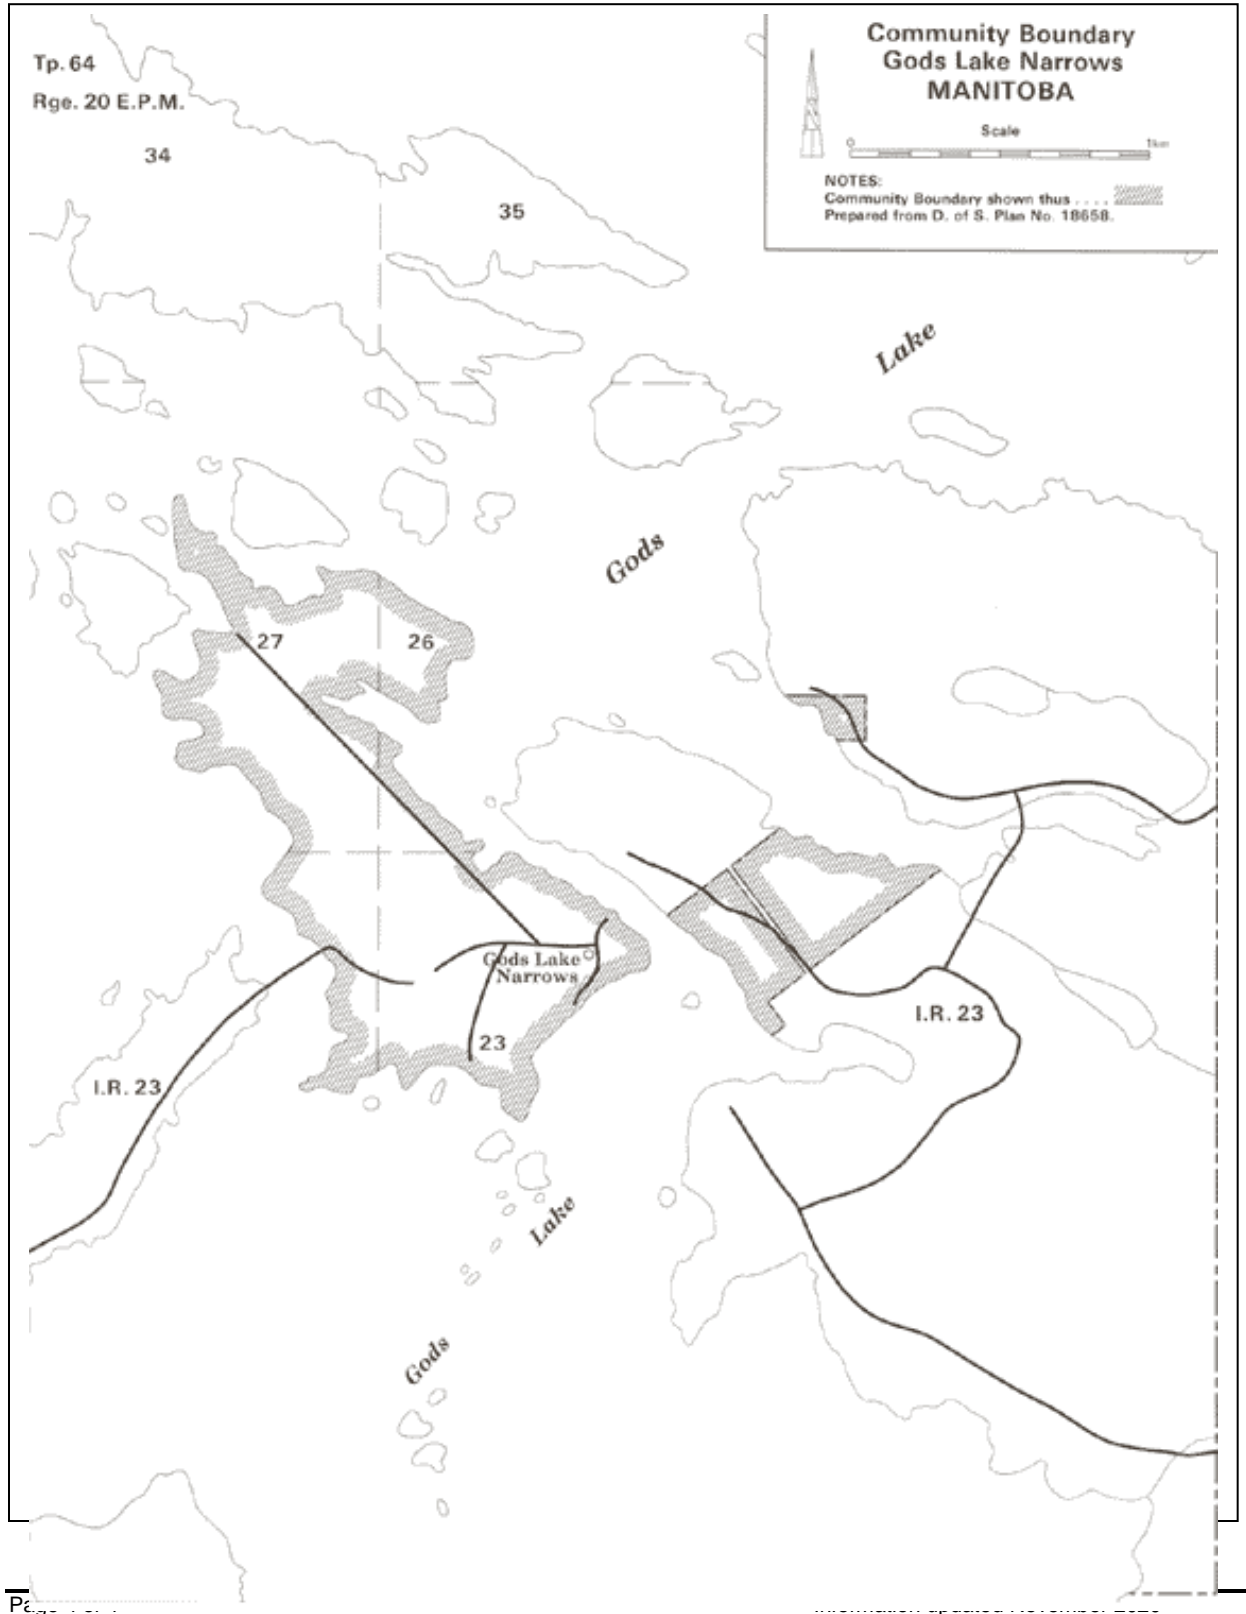 Community Boundary
Gods Lake Narrows
MANITOBA
Scale
0 1km
NOTES:
Community Boundary shown thus . . . .
Prepared from D. of S. Plan No. 18658.
Tp. 64
Rge. 20 E.P.M.
34
35
Lake
Gods
27
26
Gods Lake
Narrows
23
I.R. 23
I.R. 23
Lake
Gods